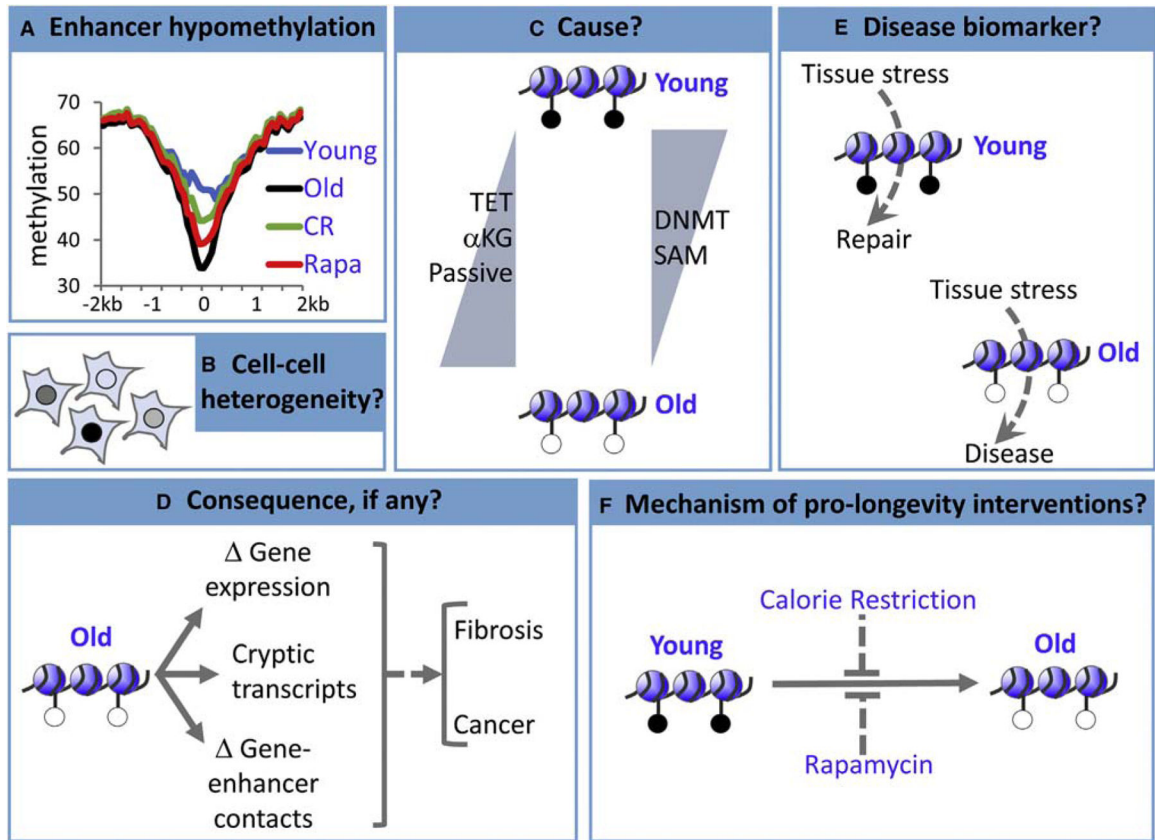 A Enhancer hypomethylation
methylation
70
60
50
40
30
-2kb -1 0 1 2kb
Young
Old
CR
Rapa
B Cell-cell
heterogeneity?
C Cause?
Young
TET
αKG
Passive
DNMT
SAM
Old
E Disease biomarker?
Tissue stress
Young
Repair
Tissue stress
Old
Disease
D Consequence, if any?
Old
Δ Gene
expression
Cryptic
transcripts
Δ Gene-
enhancer
contacts
Fibrosis
Cancer
F Mechanism of pro-longevity interventions?
Calorie Restriction
Young
Old
Rapamycin